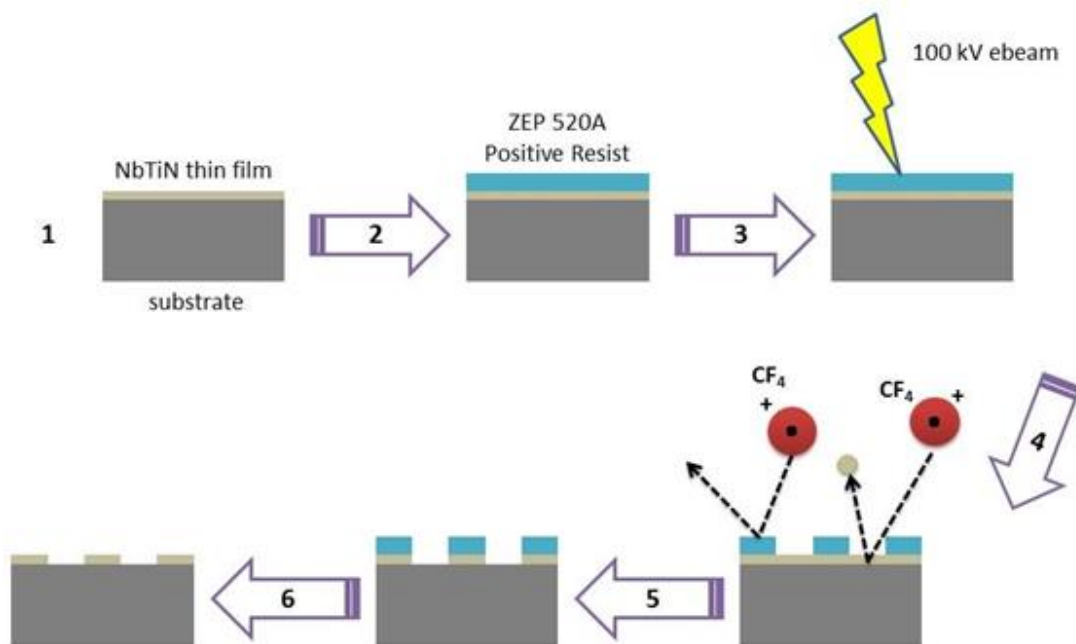 100 kV ebeam
ZEP 520A
Positive Resist
NbTiN thin film
1
2
3
substrate
CF₄
+
CF₄
+
4
6
5